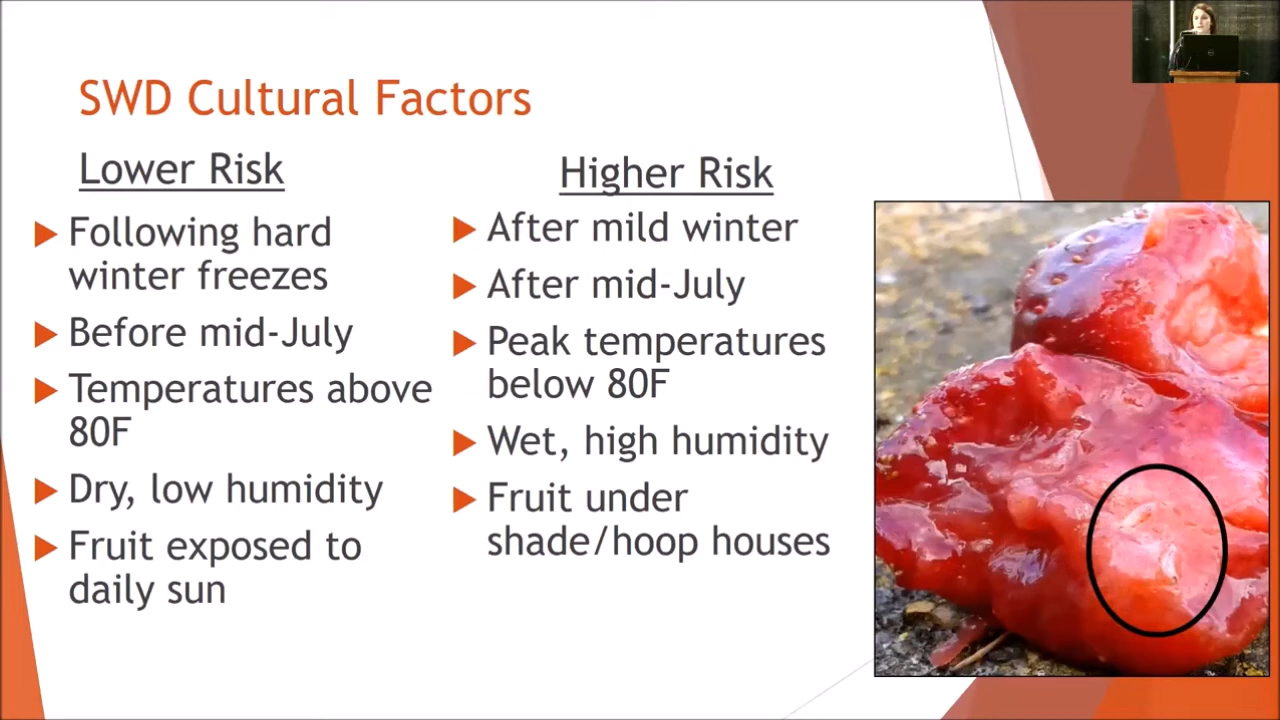 SWD Cultural Factors
Lower Risk
Following hard
winter freezes
Before mid-July
Temperatures above
80F
Dry, low humidity
Fruit exposed to
daily sun
Higher Risk
After mild winter
After mid-July
Peak temperatures
below 80F
Wet, high humidity
Fruit under
shade/hoop houses